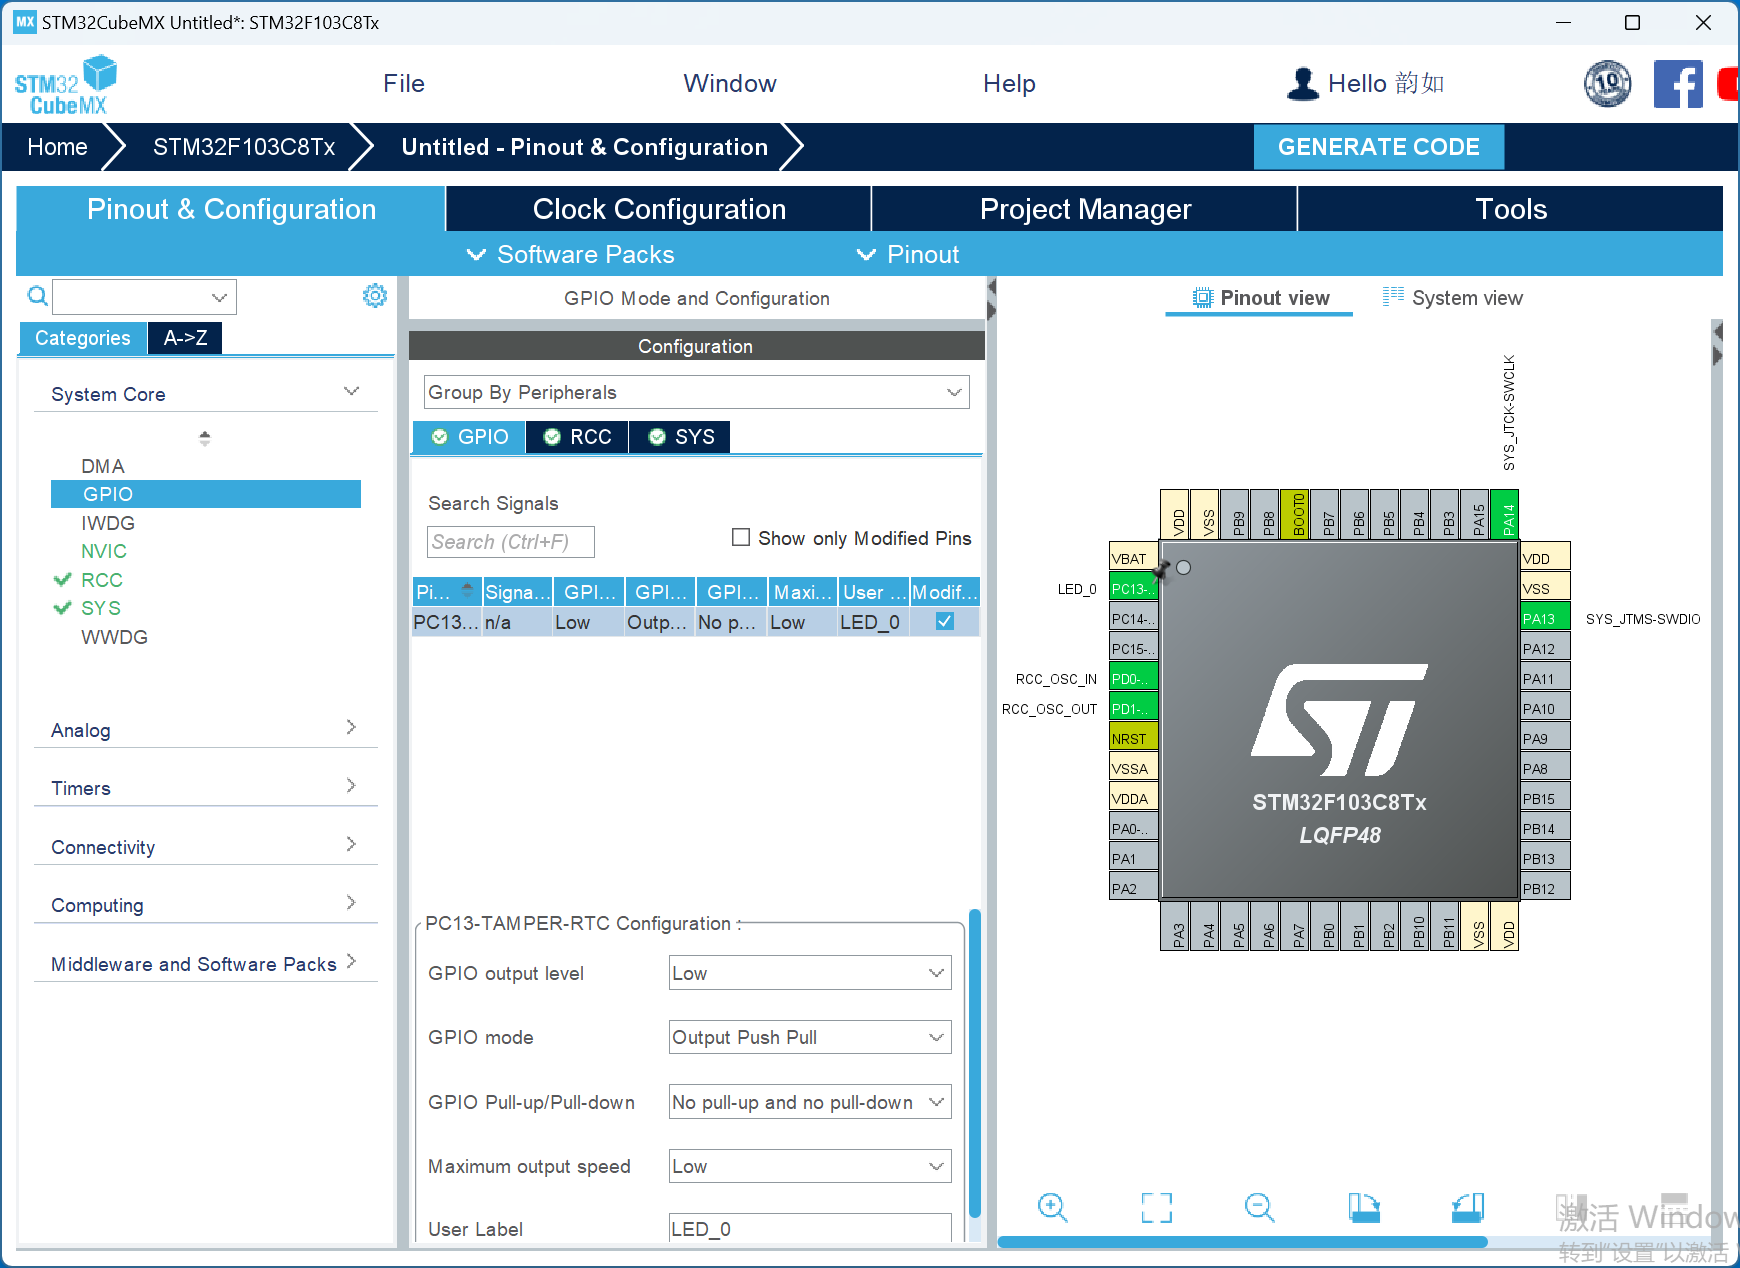 MX STM32CubeMX Untitled*: STM32F103C8Tx
STM32 CubeMX
File
Window
Help
Hello 韵如
10
Home
STM32F103C8Tx
Untitled - Pinout & Configuration
GENERATE CODE
Pinout & Configuration
Clock Configuration
Project Manager
Tools
Software Packs
Pinout
Categories
A->Z
System Core
DMA
GPIO
IWDG
NVIC
RCC
SYS
WWDG
Analog
Timers
Connectivity
Computing
Middleware and Software Packs
GPIO Mode and Configuration
Configuration
Group By Peripherals
GPIO
RCC
SYS
Search Signals
Search (Ctrl+F)
Show only Modified Pins
Pi... Signa... GPI... GPI... GPI... Maxi... User ... Modif...
PC13... n/a Low Outp... No p... Low LED_0
PC13-TAMPER-RTC Configuration :
GPIO output level Low
GPIO mode Output Push Pull
GPIO Pull-up/Pull-down No pull-up and no pull-down
Maximum output speed Low
User Label LED_0
Pinout view
System view
SYS_JTCK-SWCLK
VDD VSS PB9 PB8 BOOT0 PB7 PB6 PB5 PB4 PB3 PA15 PA14
VBAT
LED_0 PC13-..
PC14-..
PC15-..
RCC_OSC_IN PD0-..
RCC_OSC_OUT PD1-..
NRST
VSSA
VDDA
PA0-..
PA1
PA2
ST
STM32F103C8Tx
LQFP48
VDD
VSS
PA13 SYS_JTMS-SWDIO
PA12
PA11
PA10
PA9
PA8
PB15
PB14
PB13
PB12
PA3 PA4 PA5 PA6 PA7 PB0 PB1 PB2 PB10 PB11 VSS VDD
激活 Window
转到"设置"以激活